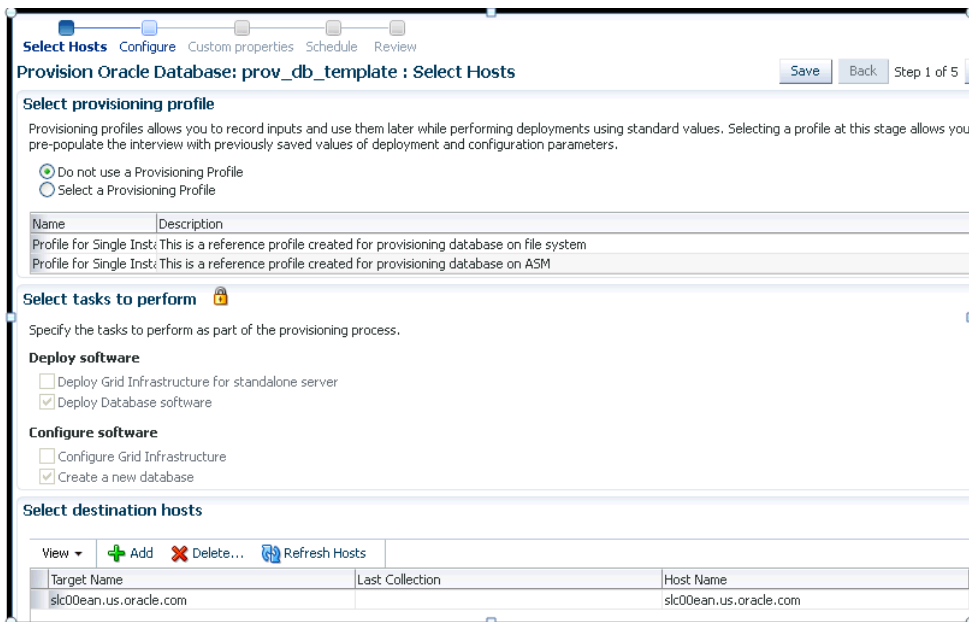 Select Hosts Configure Custom properties Schedule Review
Provision Oracle Database: prov_db_template : Select Hosts Save Back Step 1 of 5
Select provisioning profile
Provisioning profiles allows you to record inputs and use them later while performing deployments using standard values. Selecting a profile at this stage allows you
pre-populate the interview with previously saved values of deployment and configuration parameters.
Do not use a Provisioning Profile
Select a Provisioning Profile
Name Description
Profile for Single Insta This is a reference profile created for provisioning database on file system
Profile for Single Insta This is a reference profile created for provisioning database on ASM
Select tasks to perform
Specify the tasks to perform as part of the provisioning process.
Deploy software
Deploy Grid Infrastructure for standalone server
Deploy Database software
Configure software
Configure Grid Infrastructure
Create a new database
Select destination hosts
View Add Delete... Refresh Hosts
Target Name Last Collection Host Name
slc00ean.us.oracle.com slc00ean.us.oracle.com